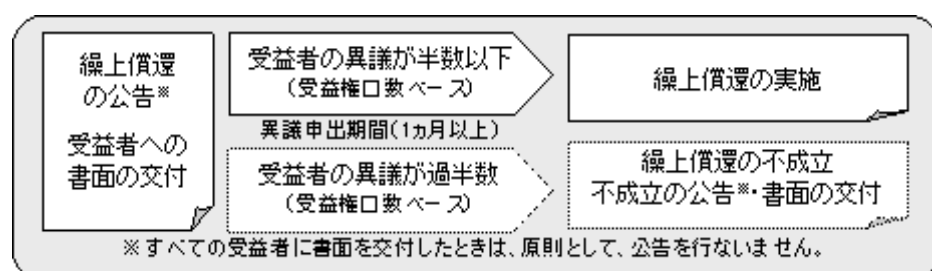 繰上償還
の公告※
受益者への
書面の交付
受益者の異議が半数以下
(受益権口数ベース)
異議申出期間(1ヵ月以上)
受益者の異議が過半数
(受益権口数ベース)
繰上償還の実施
繰上償還の不成立
不成立の公告※・書面の交付
※すべての受益者に書面を交付したときは、原則として、公告を行ないません。